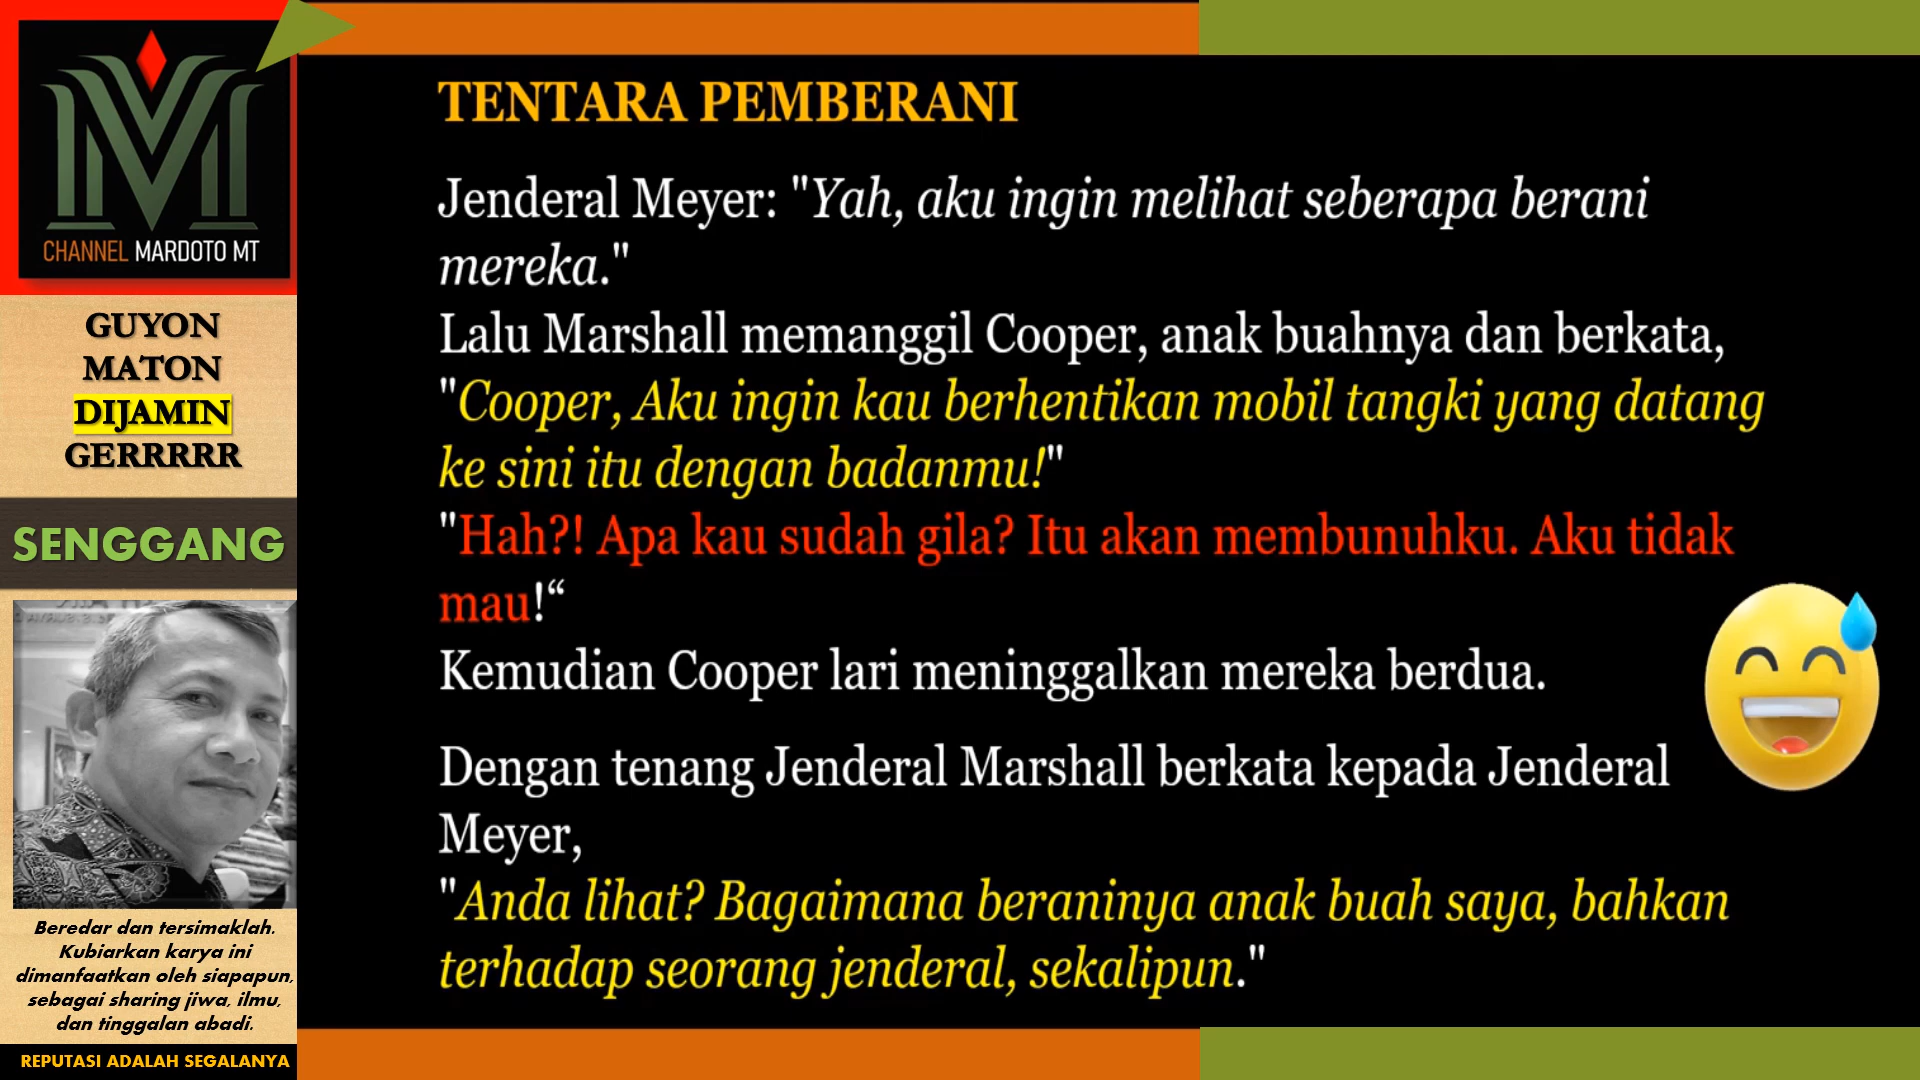 CHANNEL MARDOTO MT
GUYON
MATON
DIJAMIN
GERRRRR
SENGGANG
Beredar dan tersimaklah.
Kubiarkan karya ini
dimanfaatkan oleh siapapun,
sebagai sharing jiwa, ilmu,
dan tinggalan abadi.
REPUTASI ADALAH SEGALANYA
TENTARA PEMBERANI
Jenderal Meyer: "Yah, aku ingin melihat seberapa berani
mereka."
Lalu Marshall memanggil Cooper, anak buahnya dan berkata,
"Cooper, Aku ingin kau berhentikan mobil tangki yang datang
ke sini itu dengan badanmu!"
"Hah?! Apa kau sudah gila? Itu akan membunuhku. Aku tidak
mau!“
Kemudian Cooper lari meninggalkan mereka berdua.
Dengan tenang Jenderal Marshall berkata kepada Jenderal
Meyer,
"Anda lihat? Bagaimana beraninya anak buah saya, bahkan
terhadap seorang jenderal, sekalipun."